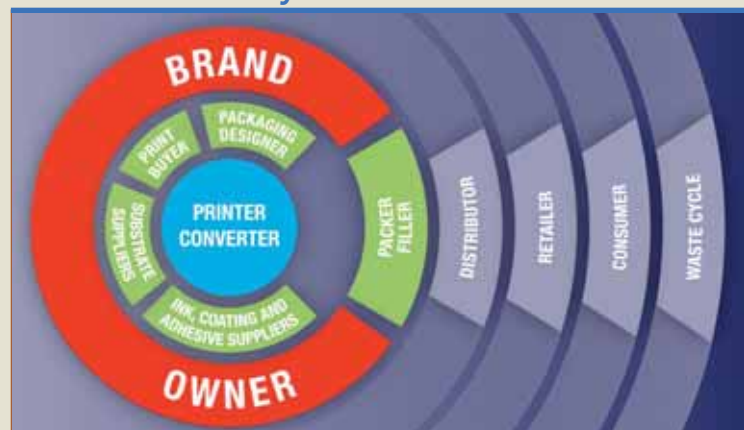 BRAND
PACKAGING
DESIGNER
PRINT
BUYER
PRINTER
CONVERTER
SUBSTRATE
SUPPLIERS
INK, COATING AND
ADHESIVE SUPPLIERS
OWNER
PACKER
FILLER
DISTRIBUTOR
RETAILER
CONSUMER
WASTE CYCLE